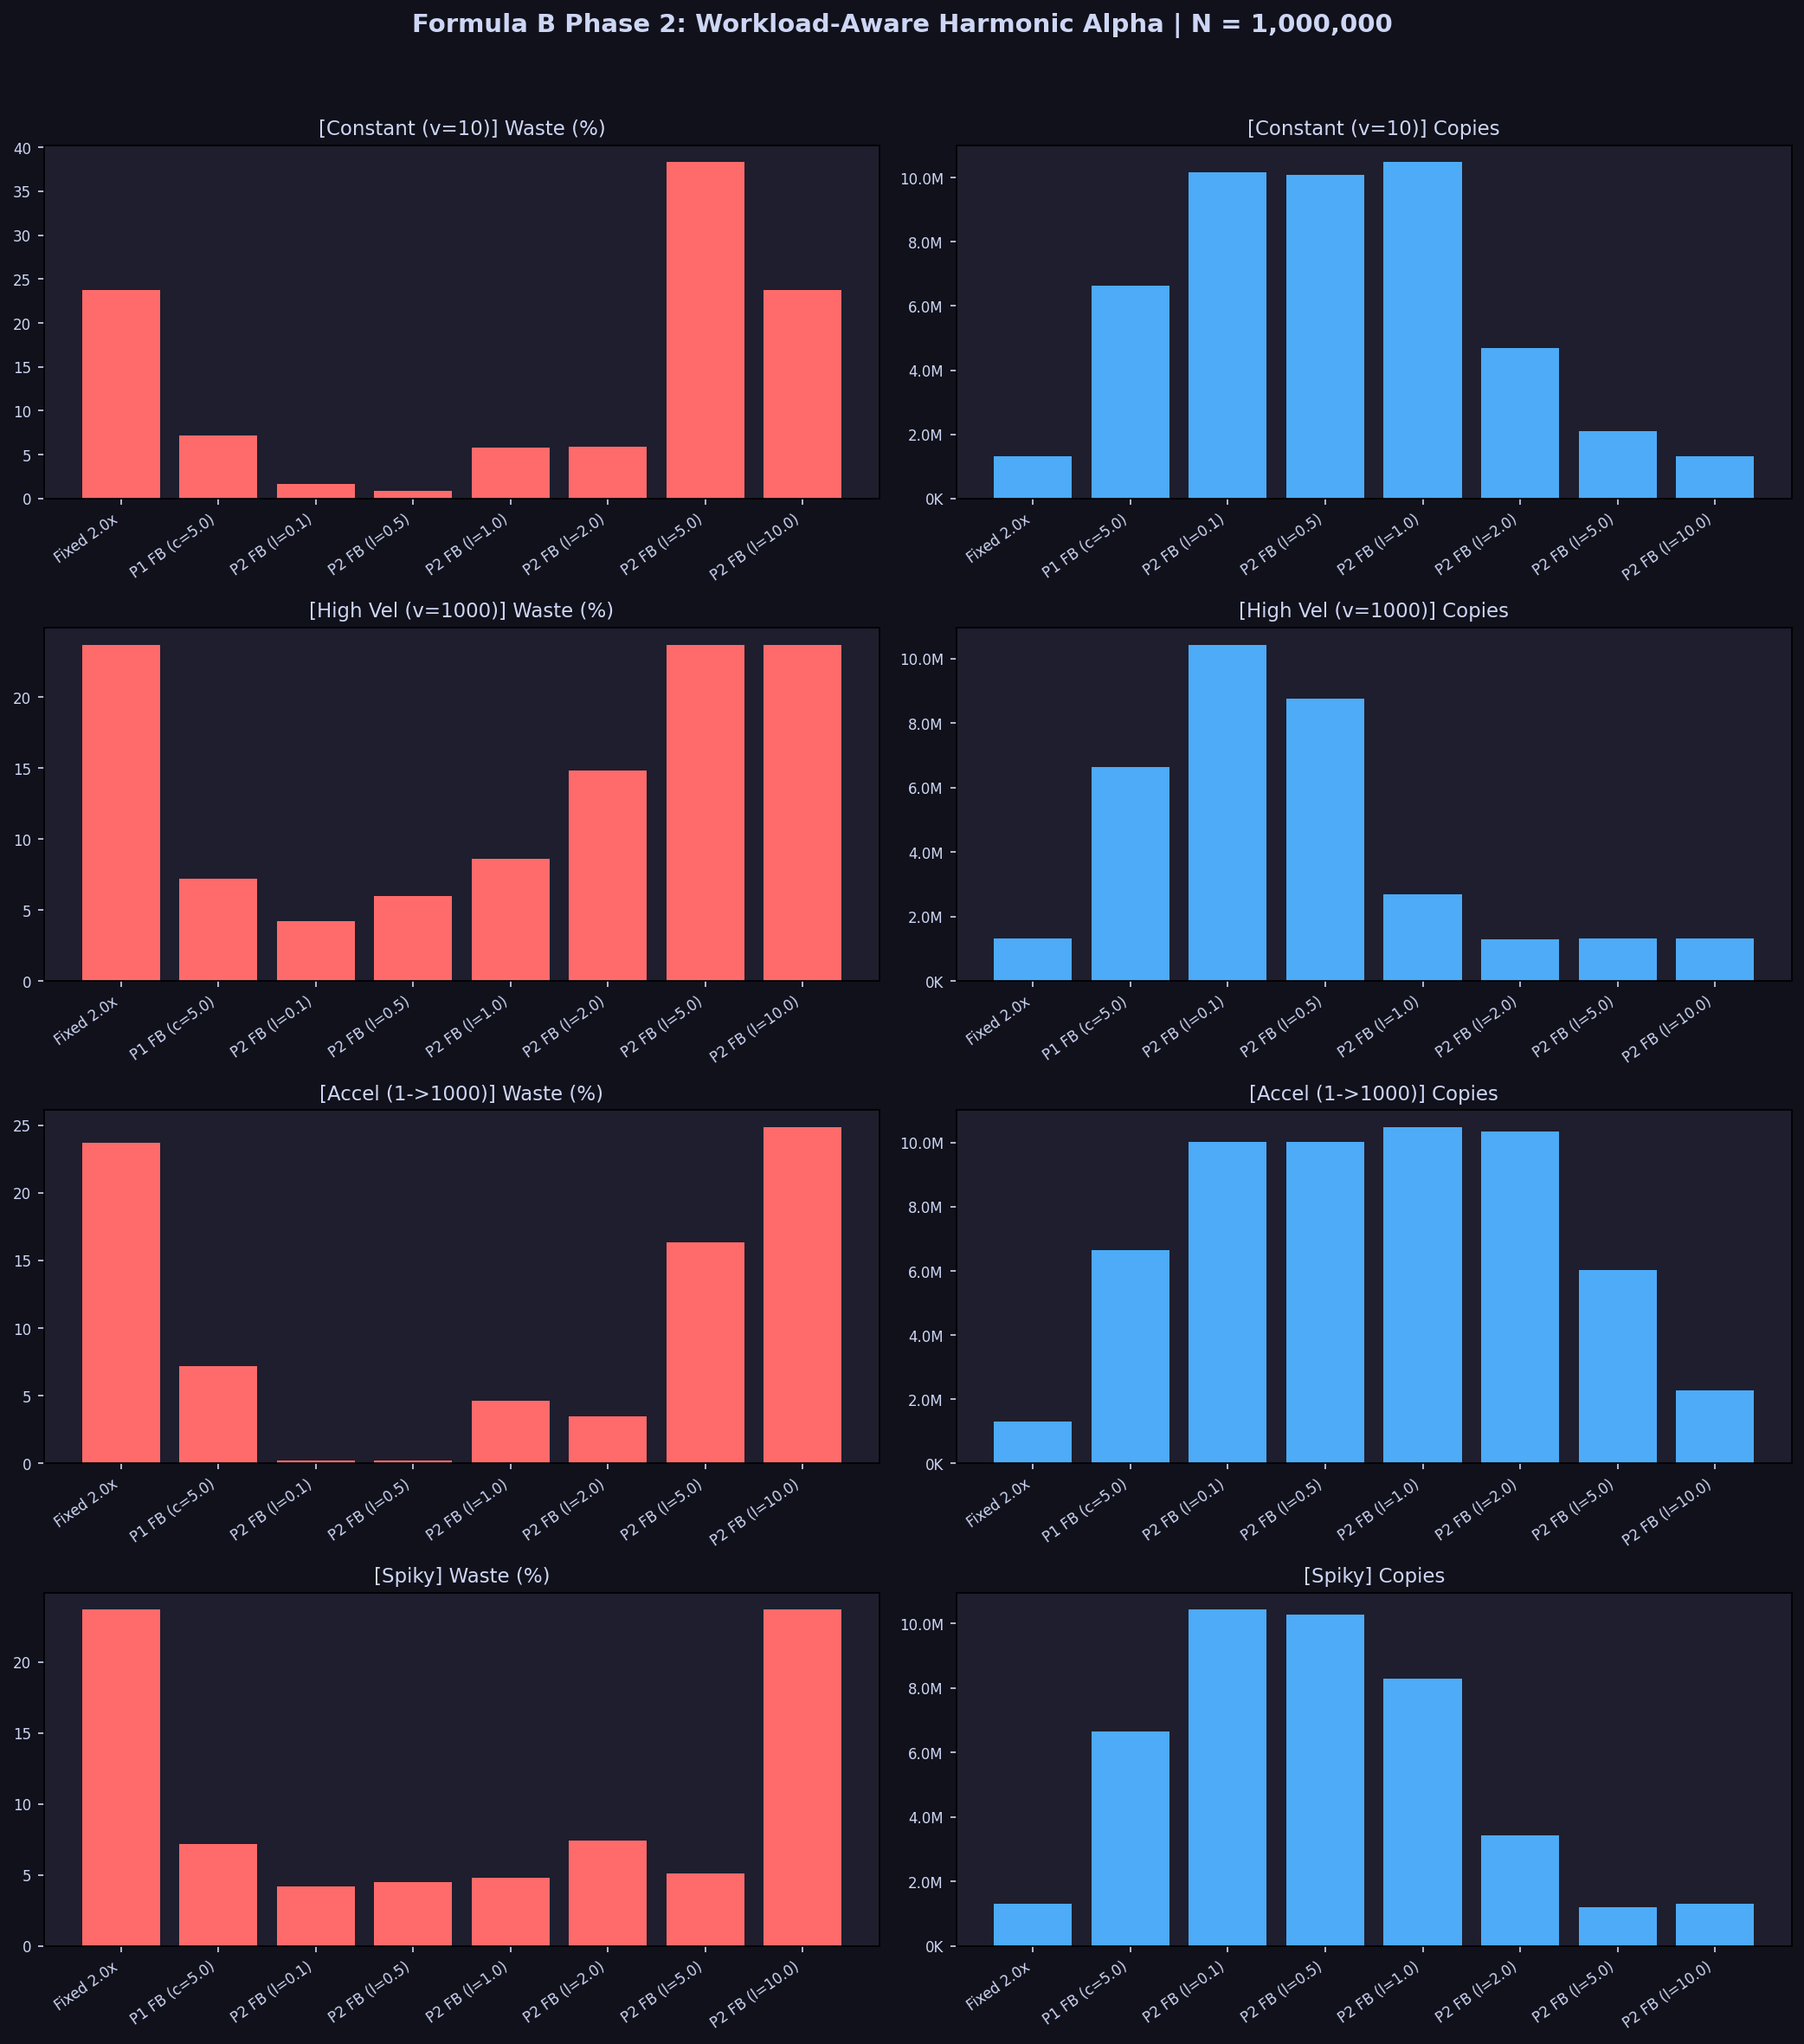 Formula B Phase 2: Workload-Aware Harmonic Alpha | N = 1,000,000
[Constant (v=10)] Waste (%)
40
35
30
25
20
15
10
5
0
Fixed 2.0x
P1 FB (c=5.0)
P2 FB (l=0.1)
P2 FB (l=0.5)
P2 FB (l=1.0)
P2 FB (l=2.0)
P2 FB (l=5.0)
P2 FB (l=10.0)
[Constant (v=10)] Copies
10.0M
8.0M
6.0M
4.0M
2.0M
0K
Fixed 2.0x
P1 FB (c=5.0)
P2 FB (l=0.1)
P2 FB (l=0.5)
P2 FB (l=1.0)
P2 FB (l=2.0)
P2 FB (l=5.0)
P2 FB (l=10.0)
[High Vel (v=1000)] Waste (%)
20
15
10
5
0
Fixed 2.0x
P1 FB (c=5.0)
P2 FB (l=0.1)
P2 FB (l=0.5)
P2 FB (l=1.0)
P2 FB (l=2.0)
P2 FB (l=5.0)
P2 FB (l=10.0)
[High Vel (v=1000)] Copies
10.0M
8.0M
6.0M
4.0M
2.0M
0K
Fixed 2.0x
P1 FB (c=5.0)
P2 FB (l=0.1)
P2 FB (l=0.5)
P2 FB (l=1.0)
P2 FB (l=2.0)
P2 FB (l=5.0)
P2 FB (l=10.0)
[Accel (1->1000)] Waste (%)
25
20
15
10
5
0
Fixed 2.0x
P1 FB (c=5.0)
P2 FB (l=0.1)
P2 FB (l=0.5)
P2 FB (l=1.0)
P2 FB (l=2.0)
P2 FB (l=5.0)
P2 FB (l=10.0)
[Accel (1->1000)] Copies
10.0M
8.0M
6.0M
4.0M
2.0M
0K
Fixed 2.0x
P1 FB (c=5.0)
P2 FB (l=0.1)
P2 FB (l=0.5)
P2 FB (l=1.0)
P2 FB (l=2.0)
P2 FB (l=5.0)
P2 FB (l=10.0)
[Spiky] Waste (%)
20
15
10
5
0
Fixed 2.0x
P1 FB (c=5.0)
P2 FB (l=0.1)
P2 FB (l=0.5)
P2 FB (l=1.0)
P2 FB (l=2.0)
P2 FB (l=5.0)
P2 FB (l=10.0)
[Spiky] Copies
10.0M
8.0M
6.0M
4.0M
2.0M
0K
Fixed 2.0x
P1 FB (c=5.0)
P2 FB (l=0.1)
P2 FB (l=0.5)
P2 FB (l=1.0)
P2 FB (l=2.0)
P2 FB (l=5.0)
P2 FB (l=10.0)